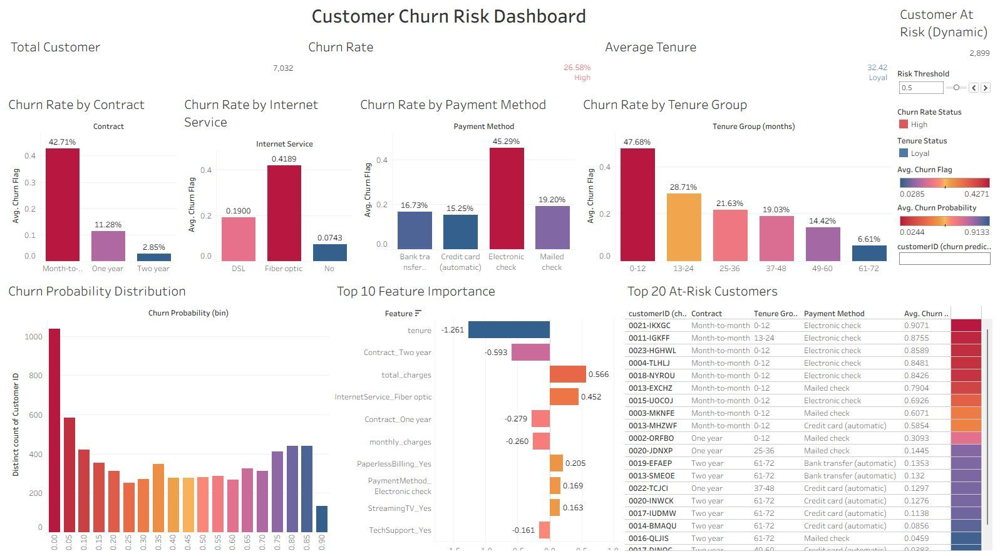 Customer Churn Risk Dashboard
Customer At
Risk (Dynamic)
2,899
Total Customer
7,032
Churn Rate
26.58%
High
Average Tenure
32.42
Loyal
Risk Threshold
0.5
Churn Rate Status
High
Tenure Status
Loyal
Avg. Churn Flag
0.0285 0.4271
Avg. Churn Probability
0.0244 0.9133
customerID (churn predic..
Churn Rate by Contract
Contract
Avg. Churn Flag
0.4
0.3
0.2
0.1
0.0
42.71%
11.28%
2.85%
Month-to-.. One year Two year
Churn Rate by Internet
Service
Internet Service
Avg. Churn Flag
0.4
0.2
0.0
0.1900
0.4189
0.0743
DSL Fiber optic No
Churn Rate by Payment Method
Payment Method
Avg. Churn Flag
0.4
0.2
0.0
16.73%
15.25%
45.29%
19.20%
Bank tra
nsfer..
Credit card
(automatic)
Electronic
check
Mailed
check
Churn Rate by Tenure Group
Tenure Group (months)
Avg. Churn Flag
0.4
0.2
0.0
47.68%
28.71%
21.63%
19.03%
14.42%
6.61%
0-12 13-24 25-36 37-48 49-60 61-72
Churn Probability Distribution
Churn Probability (bin)
Distinct count of Customer ID
1000
800
600
400
200
0
0.00 0.05 0.10 0.15 0.20 0.25 0.30 0.35 0.40 0.45 0.50 0.55 0.60 0.65 0.70 0.75 0.80 0.85 0.90
Top 10 Feature Importance
Feature
tenure -1.261
Contract_Two year -0.593
total_charges 0.566
InternetService_Fiber optic 0.452
Contract_One year -0.279
monthly_charges -0.260
PaperlessBilling_Yes 0.205
PaymentMethod_
Electronic check 0.169
StreamingTV_Yes 0.163
TechSupport_Yes -0.161
Top 20 At-Risk Customers
customerID (ch.. Contract Tenure Gro.. Payment Method Avg. Churn ..
0021-IKXGC Month-to-month 0-12 Electronic check 0.9071
0011-IGKFF Month-to-month 13-24 Electronic check 0.8755
0023-HGHWL Month-to-month 0-12 Electronic check 0.8589
0004-TLHLJ Month-to-month 0-12 Electronic check 0.8481
0018-NYROU Month-to-month 0-12 Electronic check 0.8426
0013-EXCHZ Month-to-month 0-12 Mailed check 0.7904
0015-UOCOJ Month-to-month 0-12 Electronic check 0.6926
0003-MKNFE Month-to-month 0-12 Mailed check 0.6071
0013-MHZWF Month-to-month 0-12 Credit card (automatic) 0.5854
0002-ORFBO One year 0-12 Mailed check 0.3093
0020-JDNXP One year 25-36 Mailed check 0.1445
0019-EFAEP Two year 61-72 Bank transfer (automatic) 0.1353
0013-SMEOE Two year 61-72 Bank transfer (automatic) 0.132
0022-TCJCI One year 37-48 Credit card (automatic) 0.1297
0020-INWCK Two year 61-72 Credit card (automatic) 0.1276
0017-IUDMW Two year 61-72 Credit card (automatic) 0.1138
0014-BMAQU Two year 61-72 Credit card (automatic) 0.0856
0016-QLJIS Two year 61-72 Mailed check 0.0459